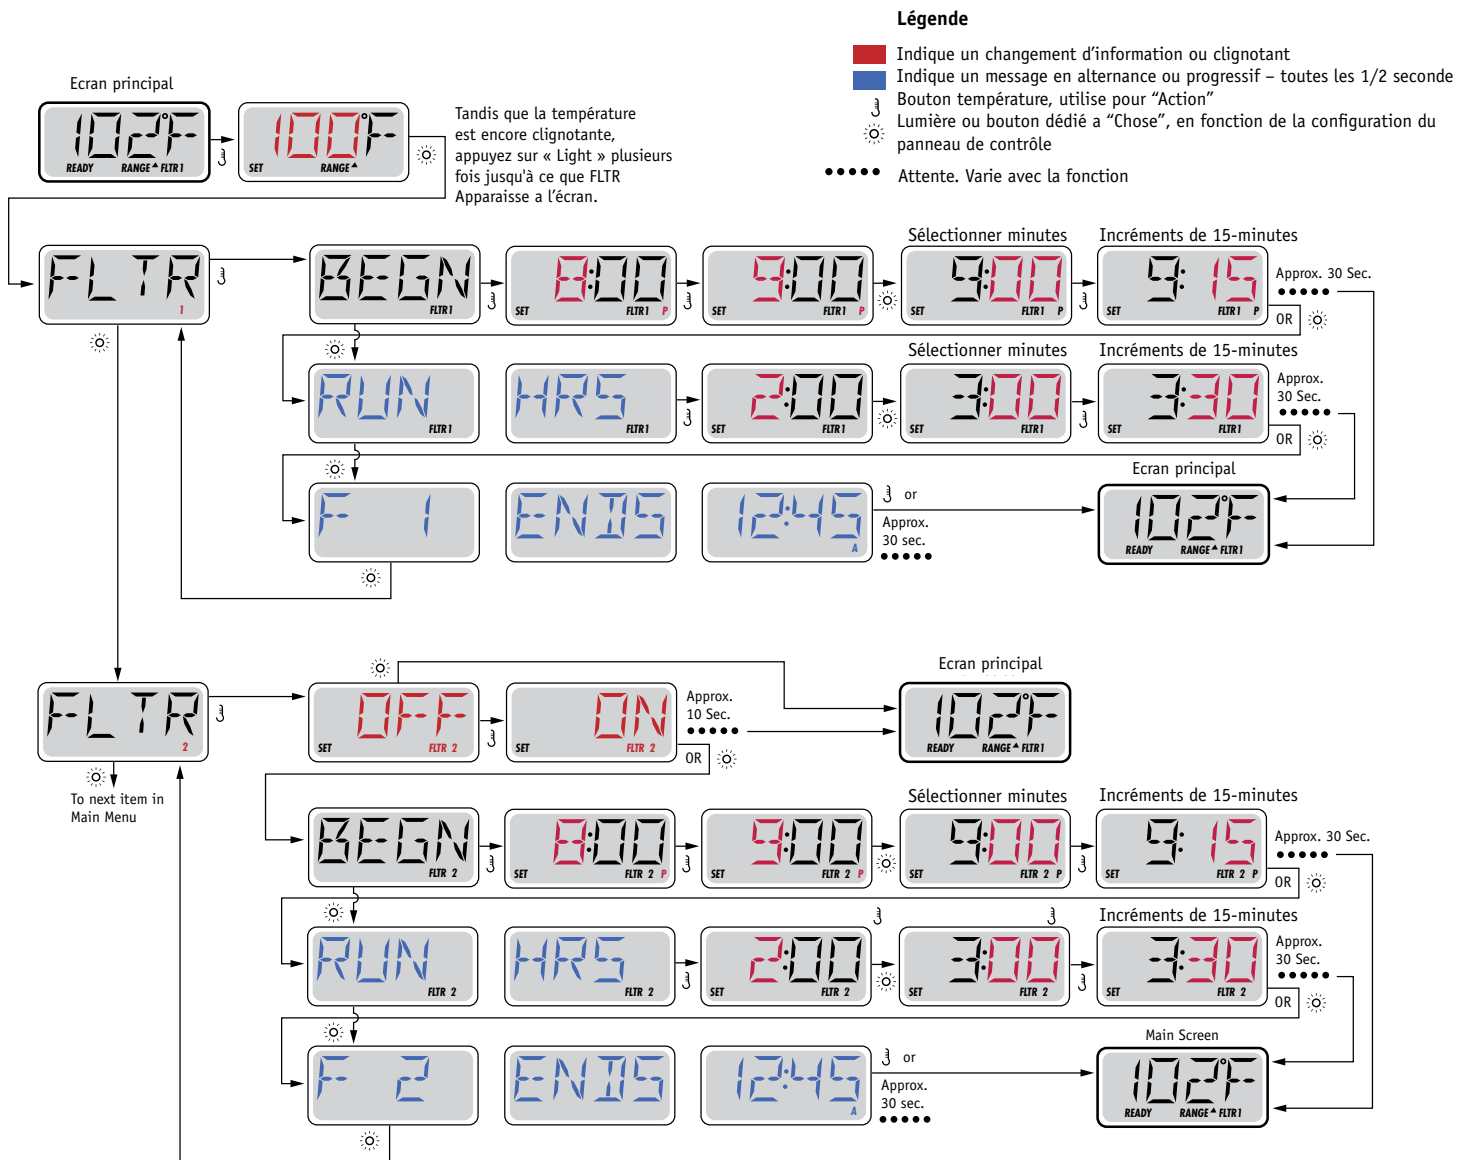 Légende
Indique un changement d'information ou clignotant
Indique un message en alternance ou progressif – toutes les 1/2 seconde
Bouton température, utilise pour "Action"
Lumière ou bouton dédié a "Chose", en fonction de la configuration du
panneau de contrôle
Attente. Varie avec la fonction
Ecran principal
102°F
READY RANGE FLTR1
100°F
SET RANGE
Tandis que la température
est encore clignotante,
appuyez sur « Light » plusieurs
fois jusqu'à ce que FLTR
Apparaisse a l'écran.
FLTR
1
BEGN
FLTR1
8:00
SET FLTR1 P
9:00
SET FLTR1 P
Sélectionner minutes
9:00
SET FLTR1 P
Incréments de 15-minutes
9:15
SET FLTR1 P
Approx. 30 Sec.
OR
RUN
FLTR1
HRS
FLTR1
2:00
SET FLTR1
Sélectionner minutes
3:00
SET FLTR1
Incréments de 15-minutes
3:30
SET FLTR1
Approx.
30 Sec.
OR
F 1
ENDS
12:45
A
or
Approx.
30 sec.
Ecran principal
102°F
READY RANGE FLTR1
FLTR
2
To next item in
Main Menu
OFF
SET FLTR 2
ON
SET FLTR 2
Approx.
10 Sec.
OR
Ecran principal
102°F
READY RANGE FLTR1
BEGN
FLTR 2
8:00
SET FLTR 2 P
9:00
SET FLTR 2 P
Sélectionner minutes
9:00
SET FLTR 2 P
Incréments de 15-minutes
9:15
SET FLTR 2 P
Approx. 30 Sec.
OR
RUN
FLTR 2
HRS
FLTR 2
2:00
SET FLTR 2
3:00
SET FLTR 2
Incréments de 15-minutes
3:30
SET FLTR 2
Approx.
30 Sec.
OR
F 2
ENDS
12:45
A
or
Approx.
30 sec.
Main Screen
102°F
READY RANGE FLTR1